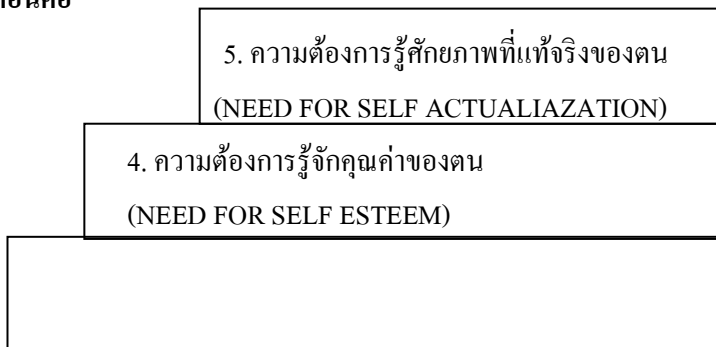 5. ความต้องการรู้ศักยภาพที่แท้จริงของตน
(NEED FOR SELF ACTUALIAZATION)
4. ความต้องการรู้จักคุณค่าของตน
(NEED FOR SELF ESTEEM)